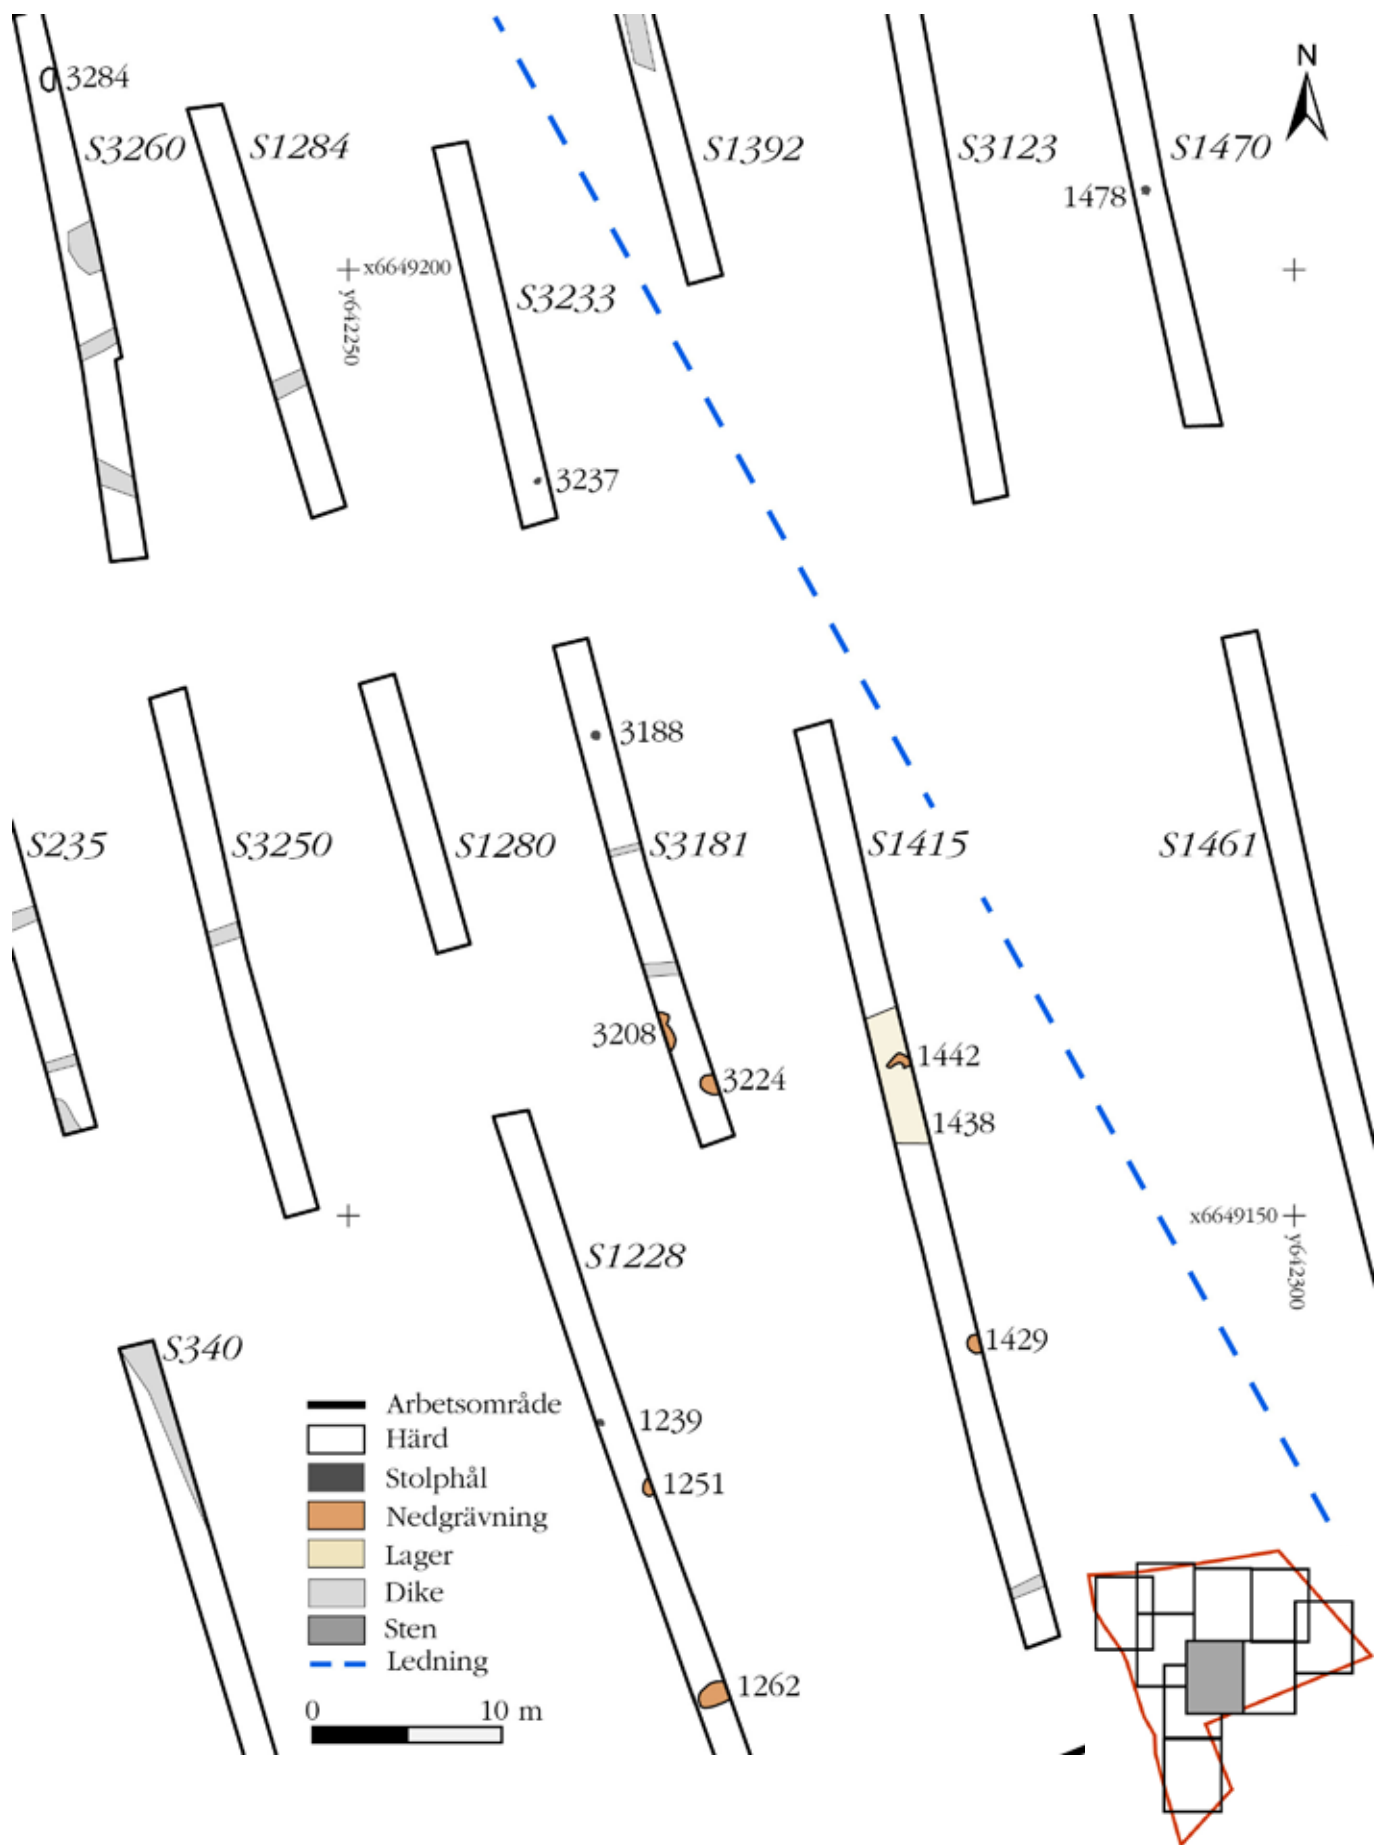 N
3284
S3260
S1284
S1392
S3123
S1470
1478
x6649200
y642250
S3233
3237
3188
S235
S3250
S1280
S3181
S1415
S1461
3208
3224
1442
1438
x6649150
y642300
S1228
1429
S340
1239
1251
1262
Arbetsområde
Härd
Stolphål
Nedgrävning
Lager
Dike
Sten
Ledning
0 10 m